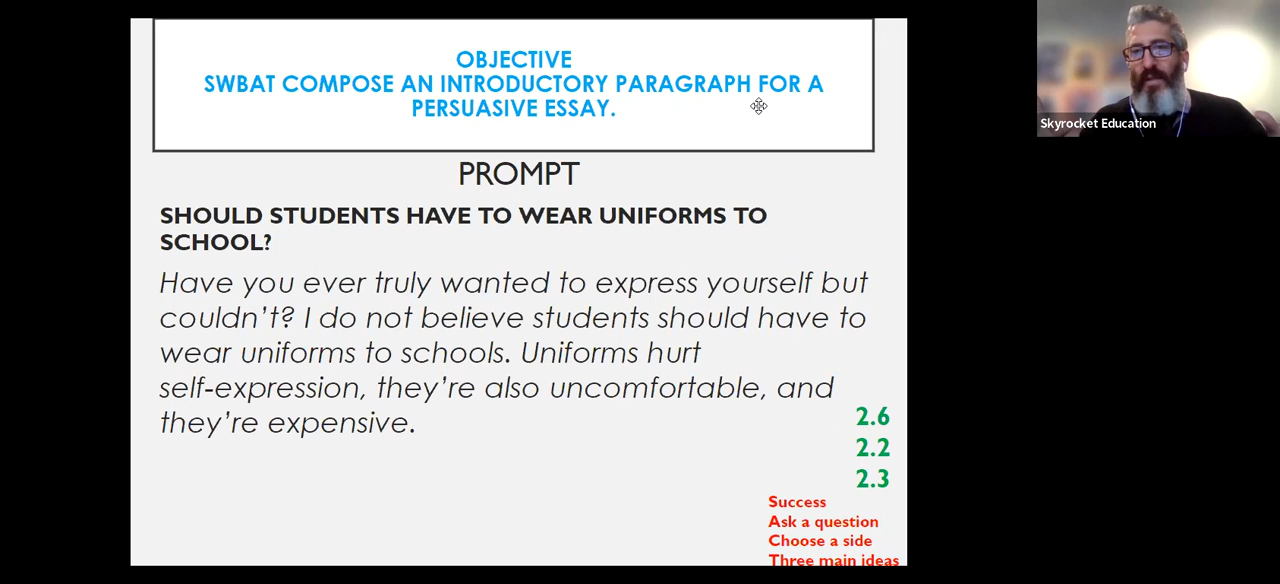 OBJECTIVE
SWBAT COMPOSE AN INTRODUCTORY PARAGRAPH FOR A
PERSUASIVE ESSAY.
PROMPT
SHOULD STUDENTS HAVE TO WEAR UNIFORMS TO
SCHOOL?
Have you ever truly wanted to express yourself but
couldn't? I do not believe students should have to
wear uniforms to schools. Uniforms hurt
self-expression, they're also uncomfortable, and
they're expensive.
2.6
2.2
2.3
Success
Ask a question
Choose a side
Three main ideas
Skyrocket Education